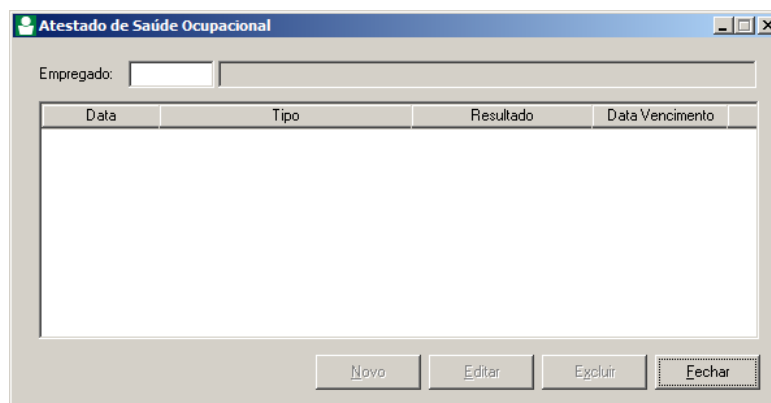 Atestado de Saúde Ocupacional
Empregado:
Data Tipo Resultado Data Vencimento
Novo Editar Excluir Fechar